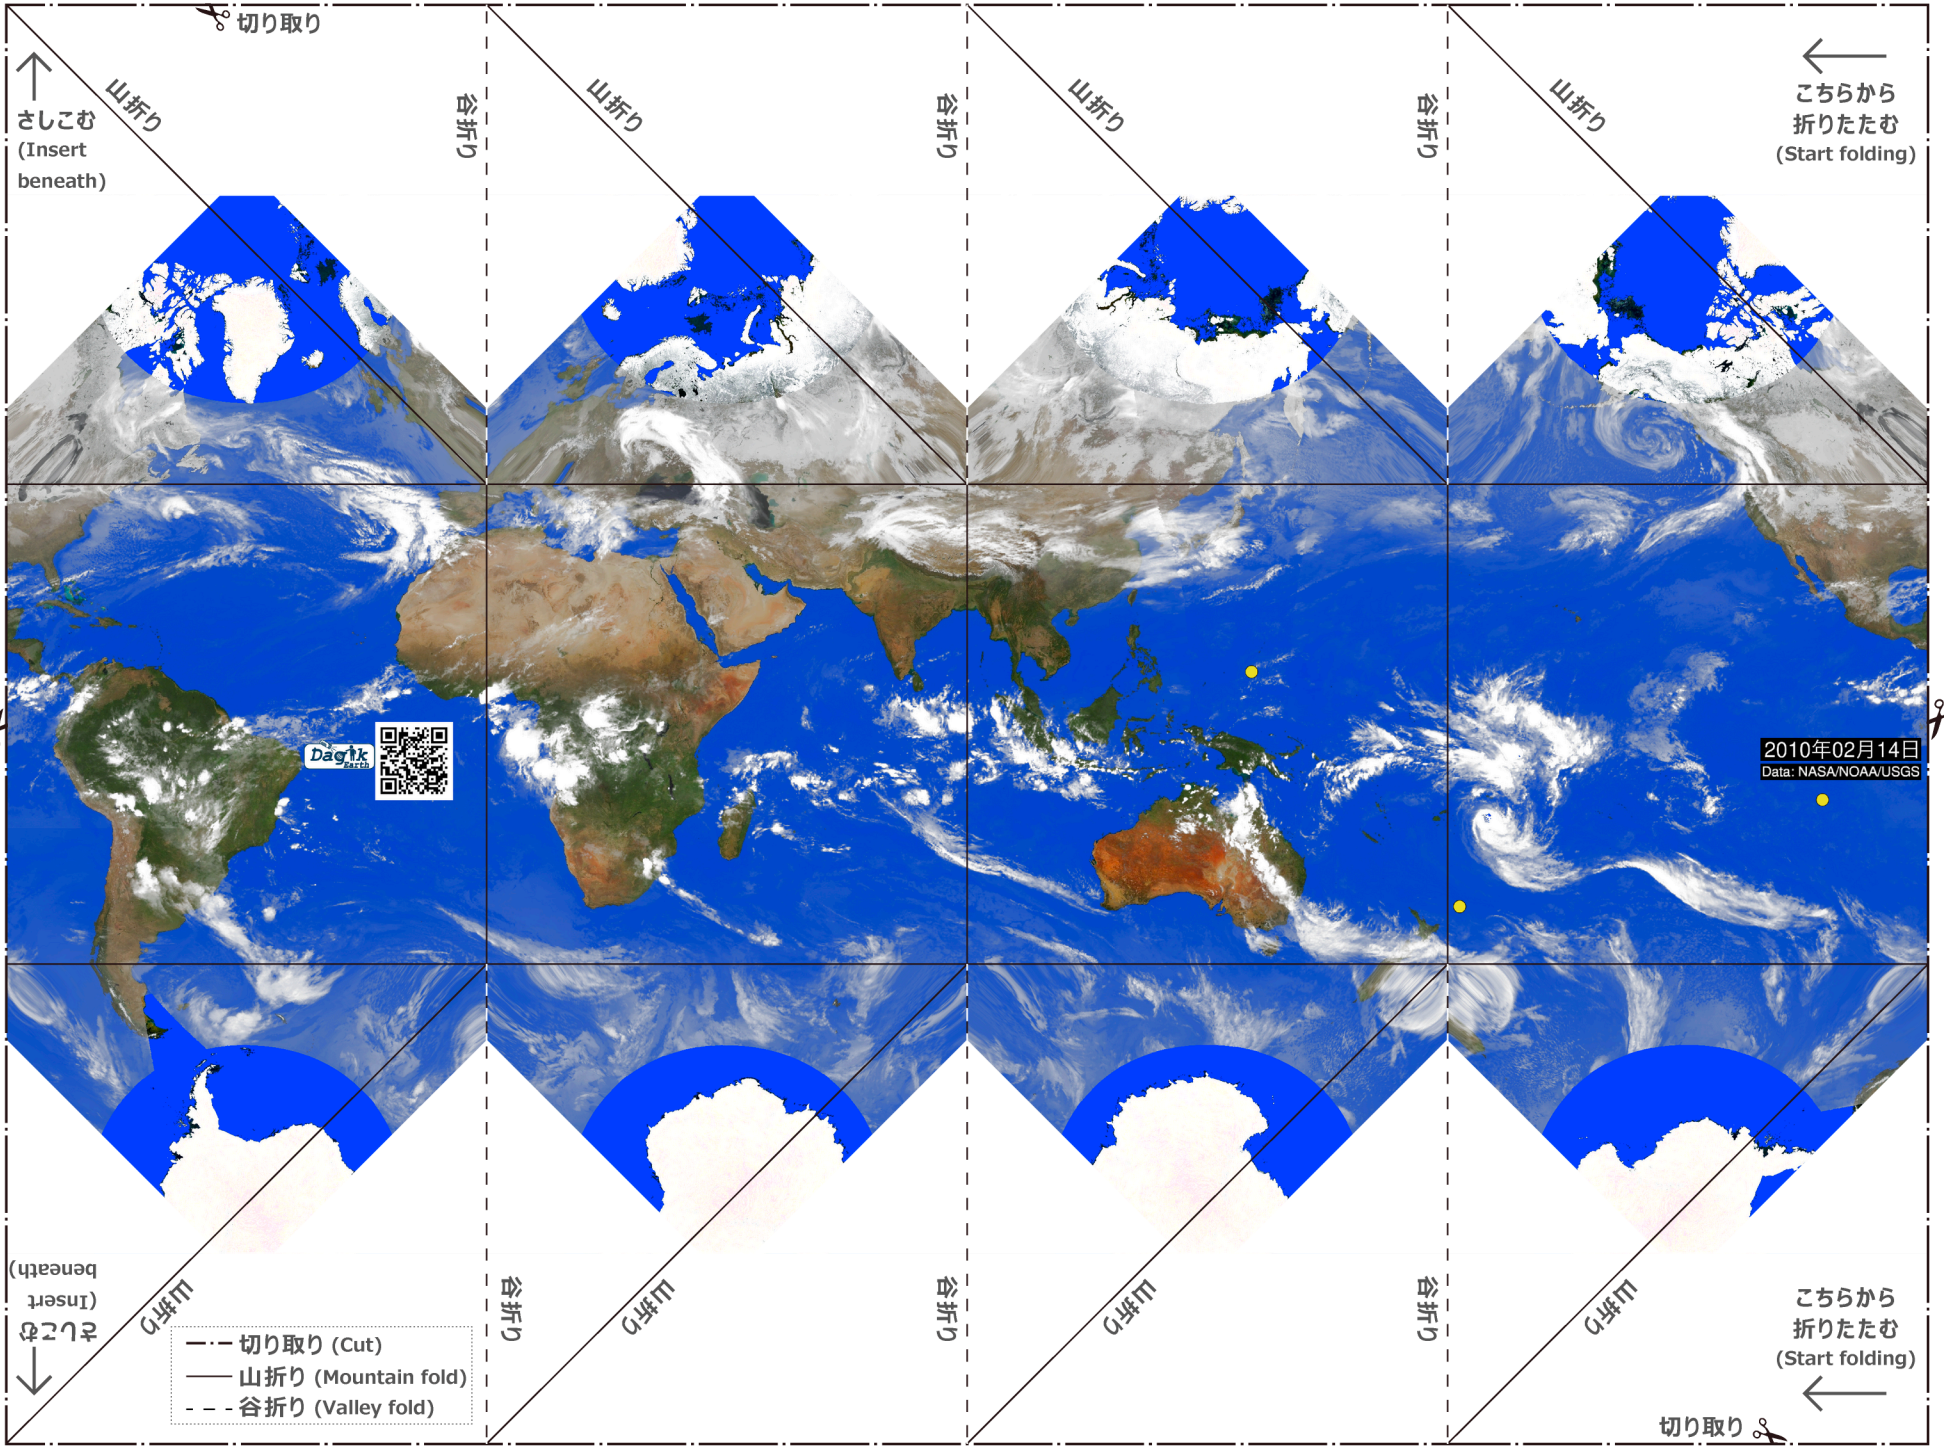 切り取り
山折り
谷折り
山折り
谷折り
山折り
谷折り
山折り
さしこむ
(Insert
beneath)
こちらから
折りたたむ
(Start folding)
Dagik
Earth
2010年02月14日
Data: NASA/NOAA/USGS
さしこむ
(Insert
beneath)
山折り
谷折り
山折り
谷折り
山折り
谷折り
山折り
こちらから
折りたたむ
(Start folding)
切り取り (Cut)
山折り (Mountain fold)
谷折り (Valley fold)
切り取り